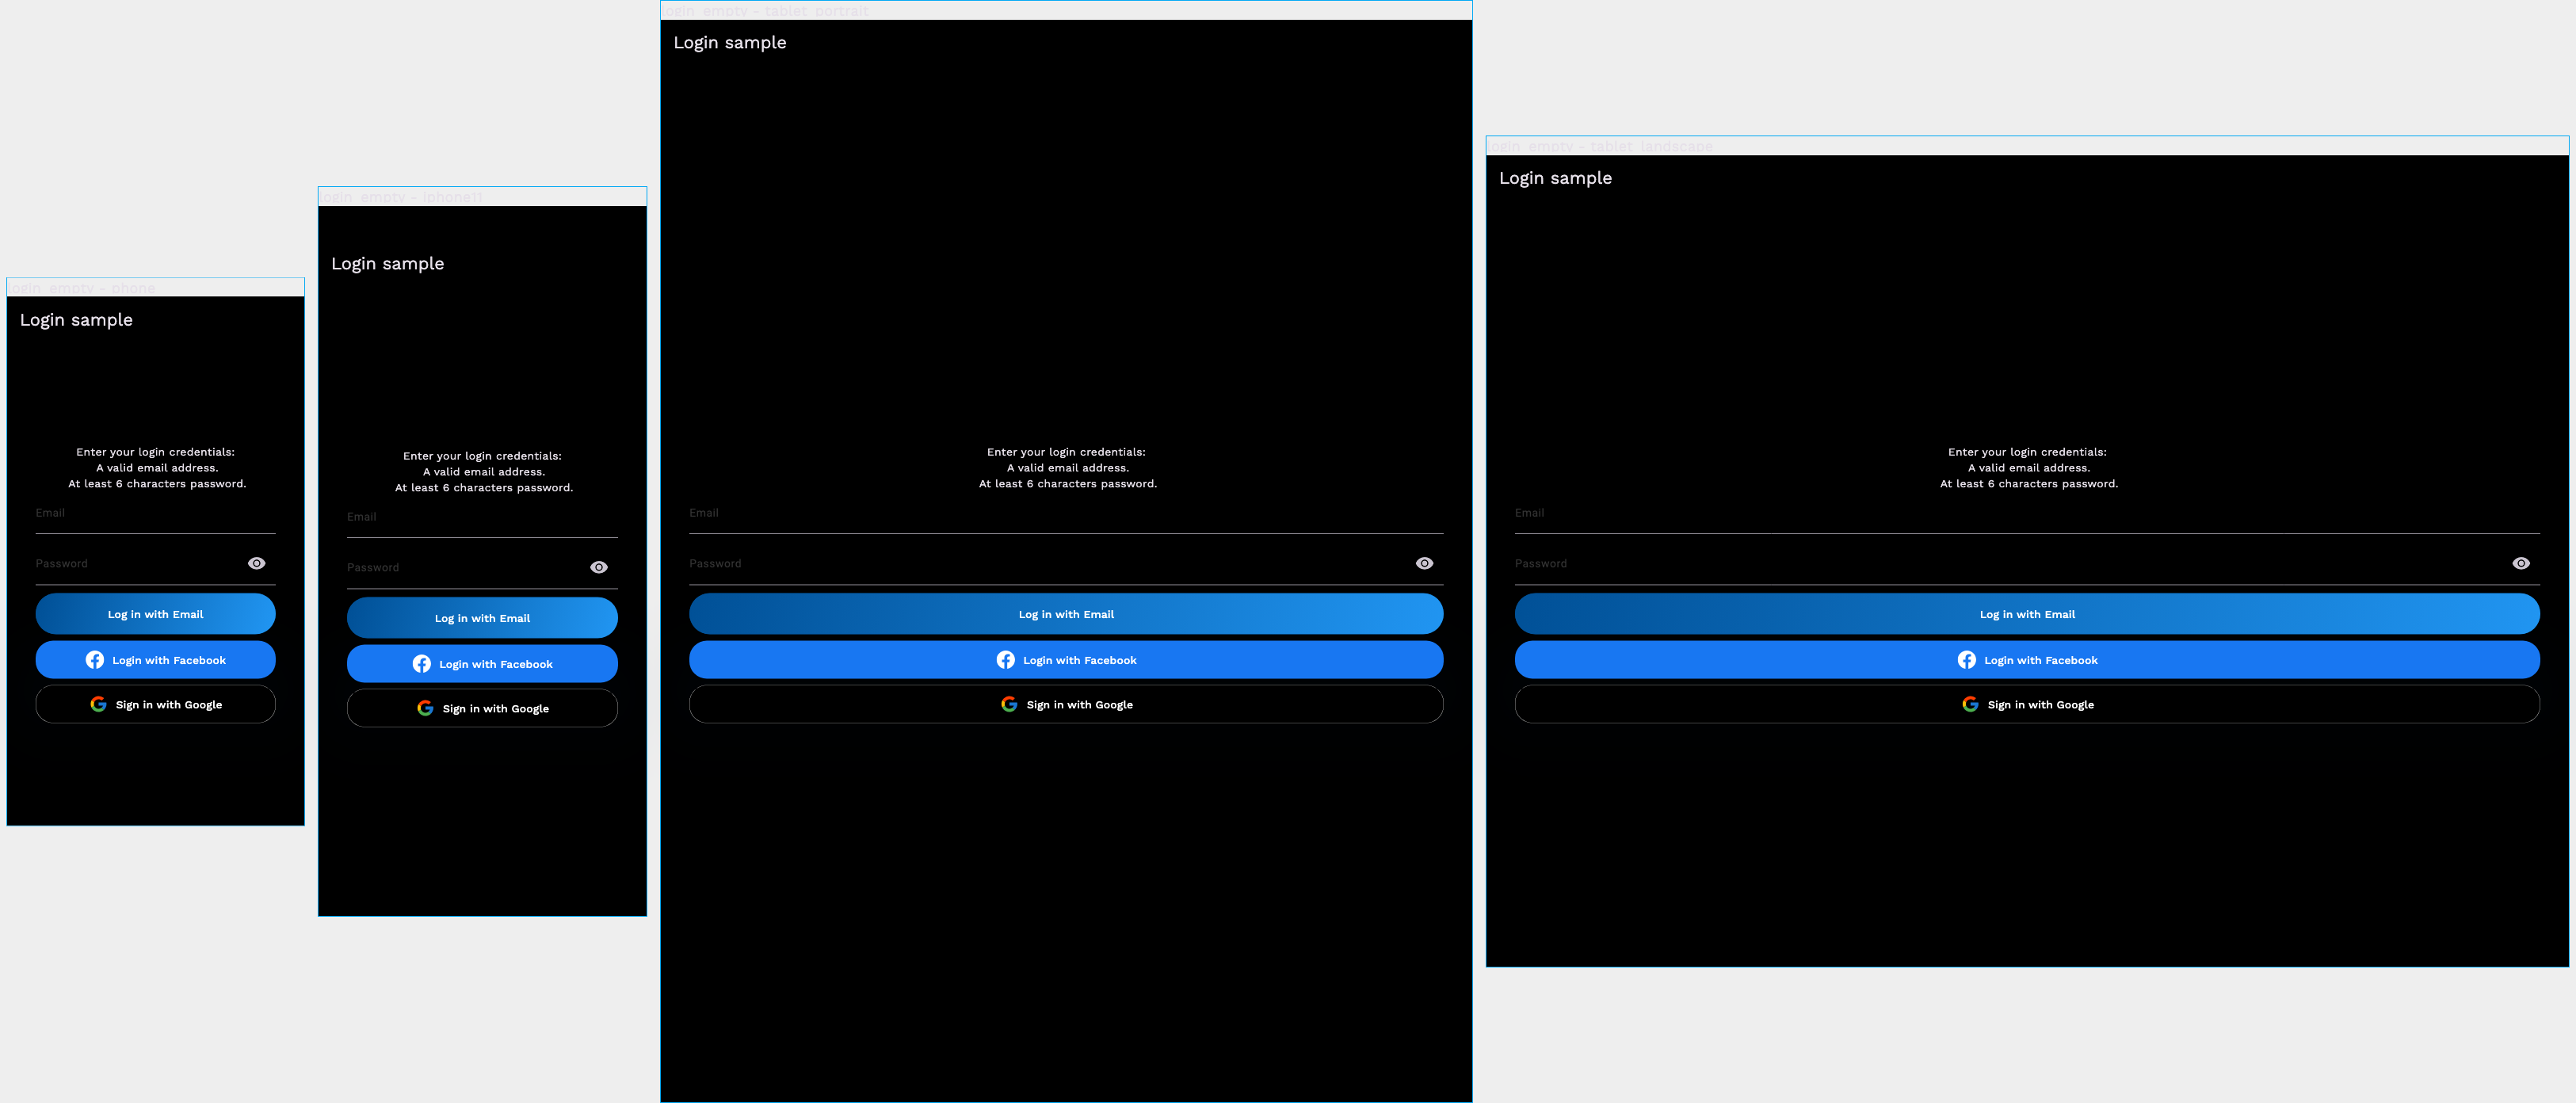 login_empty - phone
Login sample
Enter your login credentials:
A valid email address.
At least 6 characters password.
Email
Password
Log in with Email
Login with Facebook
Sign in with Google
login_empty - iphone11
Login sample
Enter your login credentials:
A valid email address.
At least 6 characters password.
Email
Password
Log in with Email
Login with Facebook
Sign in with Google
login_empty - tablet_portrait
Login sample
Enter your login credentials:
A valid email address.
At least 6 characters password.
Email
Password
Log in with Email
Login with Facebook
Sign in with Google
login_empty - tablet_landscape
Login sample
Enter your login credentials:
A valid email address.
At least 6 characters password.
Email
Password
Log in with Email
Login with Facebook
Sign in with Google